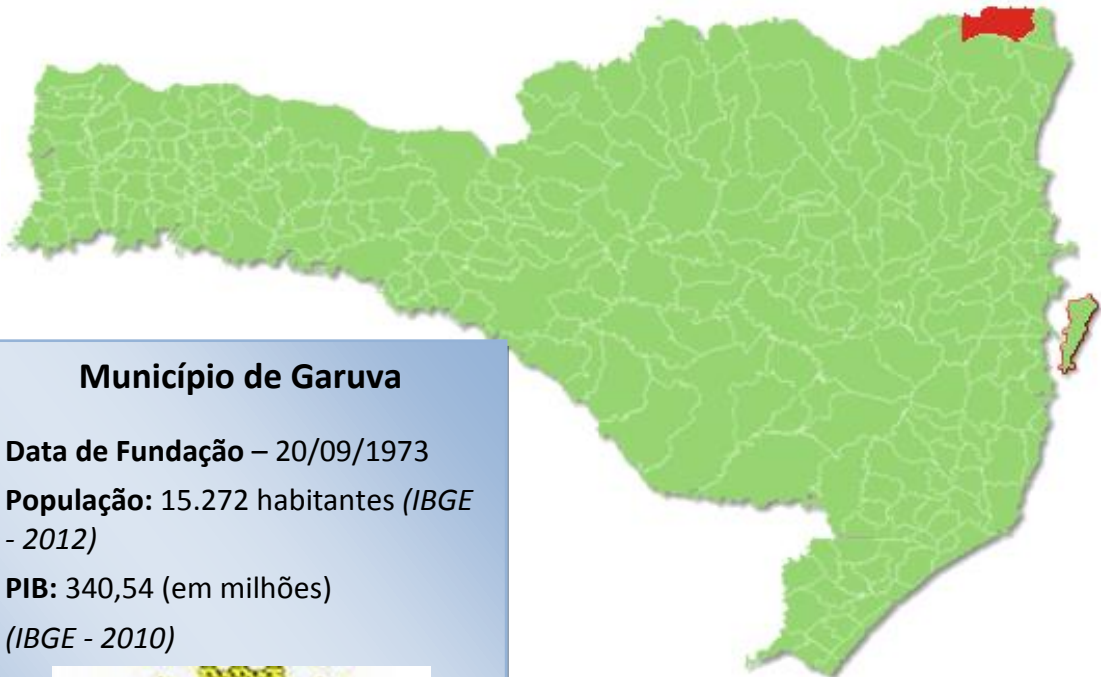 Município de Garuva
Data de Fundação – 20/09/1973
População: 15.272 habitantes (IBGE
- 2012)
PIB: 340,54 (em milhões)
(IBGE - 2010)